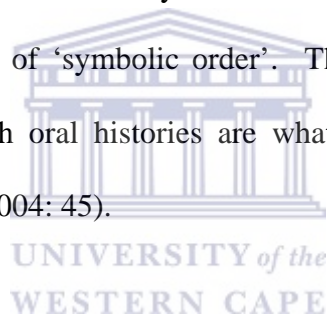 of ‘symbolic order’. Th
h oral histories are wha
004: 45).
UNIVERSITY of the
WESTERN CAPE